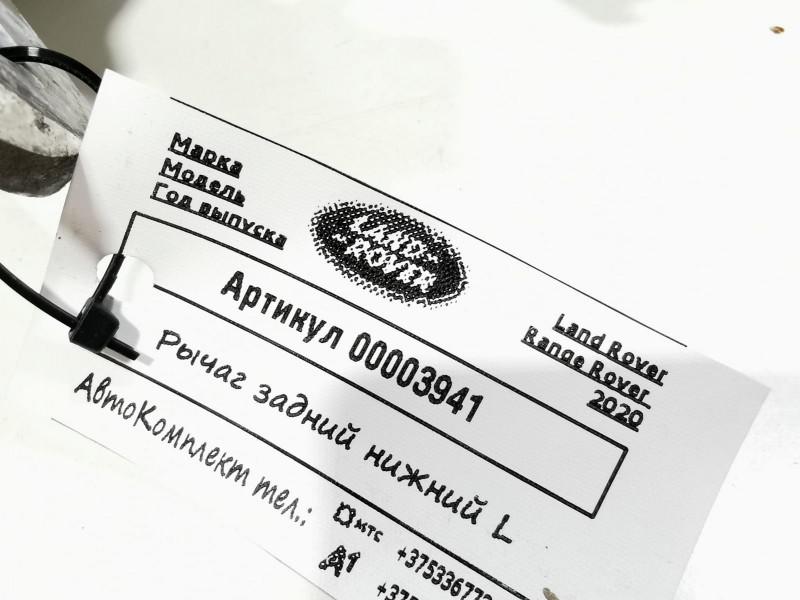 Марка
Модель
Год выпуска
LAND-
-ROVER
Land Rover
Range Rover
2020
Артикул 00003941
Рычаг задний нижний L
АвтоКомплект тел.:
МТС
A1